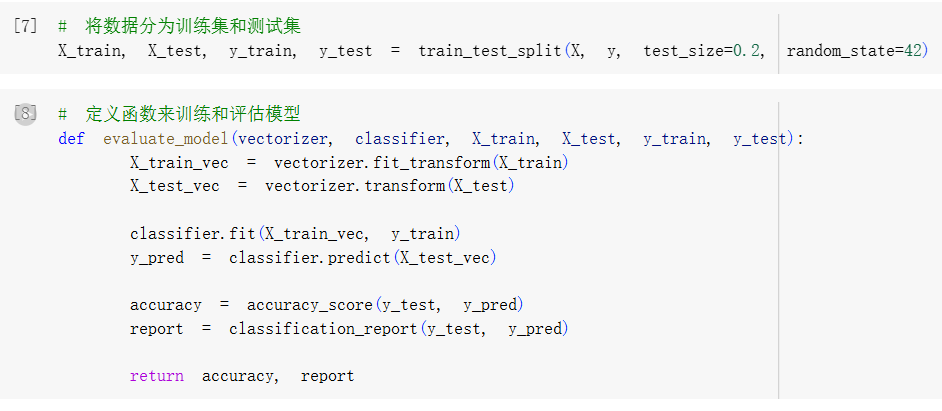 [7] # 将数据分为训练集和测试集
X_train, X_test, y_train, y_test = train_test_split(X, y, test_size=0.2, random_state=42)
[8] # 定义函数来训练和评估模型
def evaluate_model(vectorizer, classifier, X_train, X_test, y_train, y_test):
X_train_vec = vectorizer.fit_transform(X_train)
X_test_vec = vectorizer.transform(X_test)
classifier.fit(X_train_vec, y_train)
y_pred = classifier.predict(X_test_vec)
accuracy = accuracy_score(y_test, y_pred)
report = classification_report(y_test, y_pred)
return accuracy, report